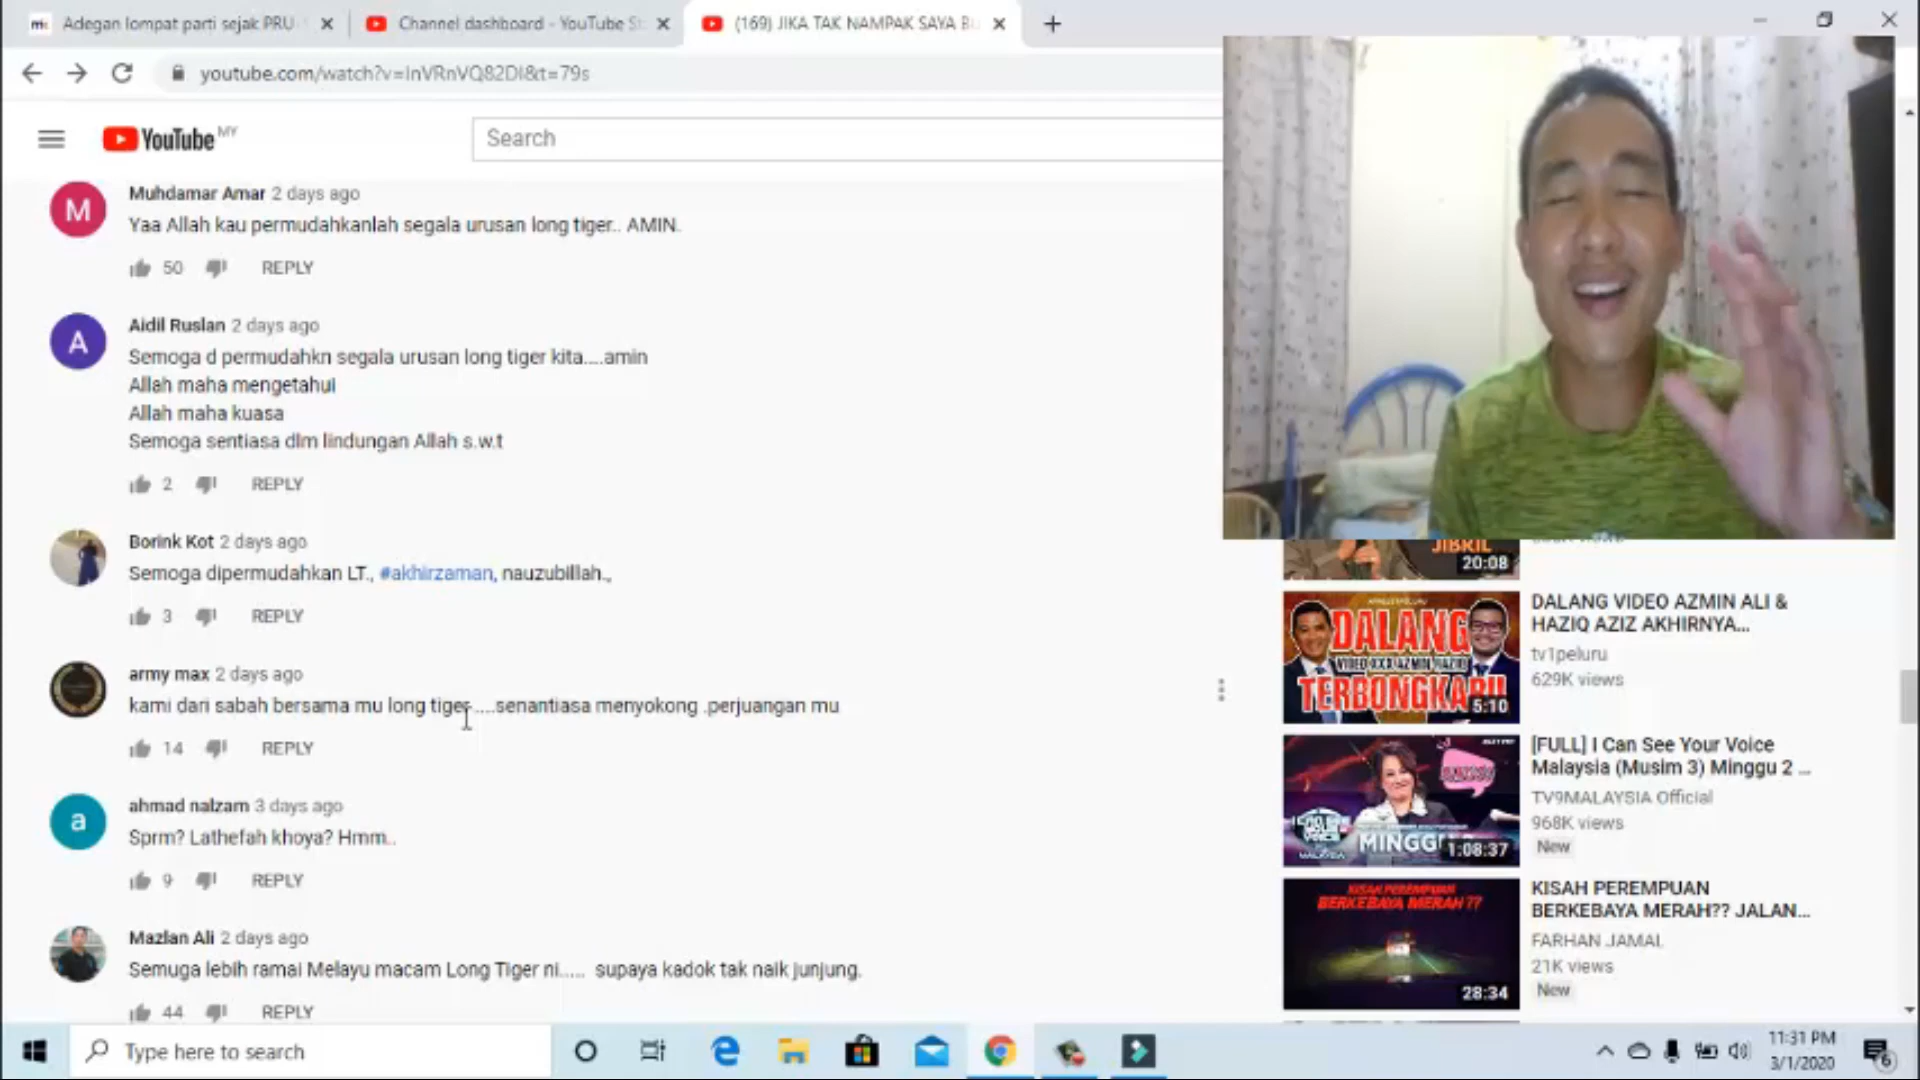 Adegan lompat parti sejak PRU
Channel dashboard - YouTube St
(169) JIKA TAK NAMPAK SAYA BU
youtube.com/watch?v=lnVRnVQ82DI&t=79s
YouTube MY
Search
M
Muhdamar Amar 2 days ago
Yaa Allah kau permudahkanlah segala urusan long tiger.. AMIN.
50 REPLY
A
Aidil Ruslan 2 days ago
Semoga d permudahkn segala urusan long tiger kita....amin
Allah maha mengetahui
Allah maha kuasa
Semoga sentiasa dlm lindungan Allah s.w.t
2 REPLY
Borink Kot 2 days ago
Semoga dipermudahkan LT., #akhirzaman, nauzubillah.,
3 REPLY
army max 2 days ago
kami dari sabah bersama mu long tiger ....senantiasa menyokong .perjuangan mu
14 REPLY
a
ahmad nalzam 3 days ago
Sprm? Lathefah khoya? Hmm..
9 REPLY
Mazlan Ali 2 days ago
Semuga lebih ramai Melayu macam Long Tiger ni..... supaya kadok tak naik junjung.
44 REPLY
JIBRIL
20:08
DALANG
VIDEO XXX AZMIN HAZIQ
TERBONGKAR!!
5:10
DALANG VIDEO AZMIN ALI &
HAZIQ AZIZ AKHIRNYA...
tv1peluru
629K views
MINGGU
1:08:37
[FULL] I Can See Your Voice
Malaysia (Musim 3) Minggu 2 ...
TV9MALAYSIA Official
968K views
New
KISAH PEREMPUAN
BERKEBAYA MERAH ??
28:34
KISAH PEREMPUAN
BERKEBAYA MERAH?? JALAN...
FARHAN JAMAL
21K views
New
Type here to search
11:31 PM
3/1/2020
6